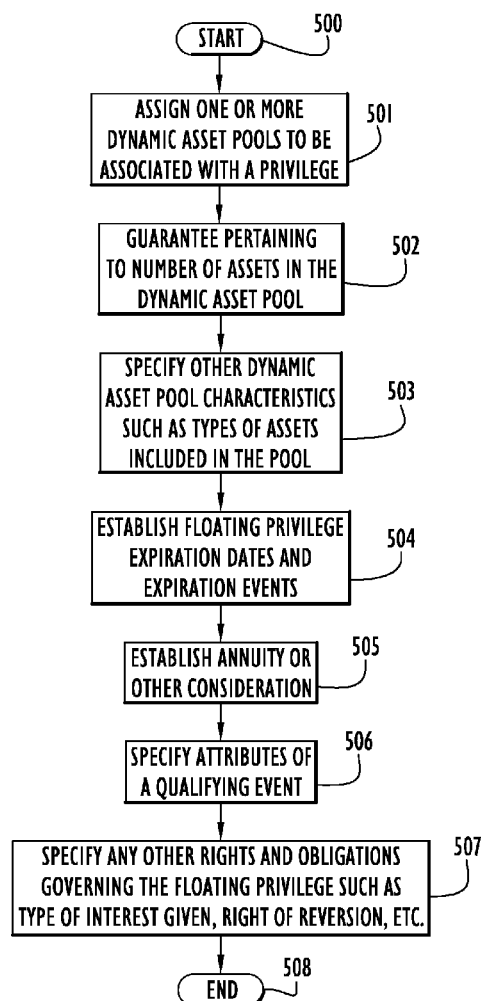 START
500
ASSIGN ONE OR MORE
DYNAMIC ASSET POOLS TO BE
ASSOCIATED WITH A PRIVILEGE
501
GUARANTEE PERTAINING
TO NUMBER OF ASSETS IN THE
DYNAMIC ASSET POOL
502
SPECIFY OTHER DYNAMIC
ASSET POOL CHARACTERISTICS
SUCH AS TYPES OF ASSETS
INCLUDED IN THE POOL
503
ESTABLISH FLOATING PRIVILEGE
EXPIRATION DATES AND
EXPIRATION EVENTS
504
ESTABLISH ANNUITY OR
OTHER CONSIDERATION
505
SPECIFY ATTRIBUTES OF
A QUALIFYING EVENT
506
SPECIFY ANY OTHER RIGHTS AND OBLIGATIONS
GOVERNING THE FLOATING PRIVILEGE SUCH AS
TYPE OF INTEREST GIVEN, RIGHT OF REVERSION, ETC.
507
END
508